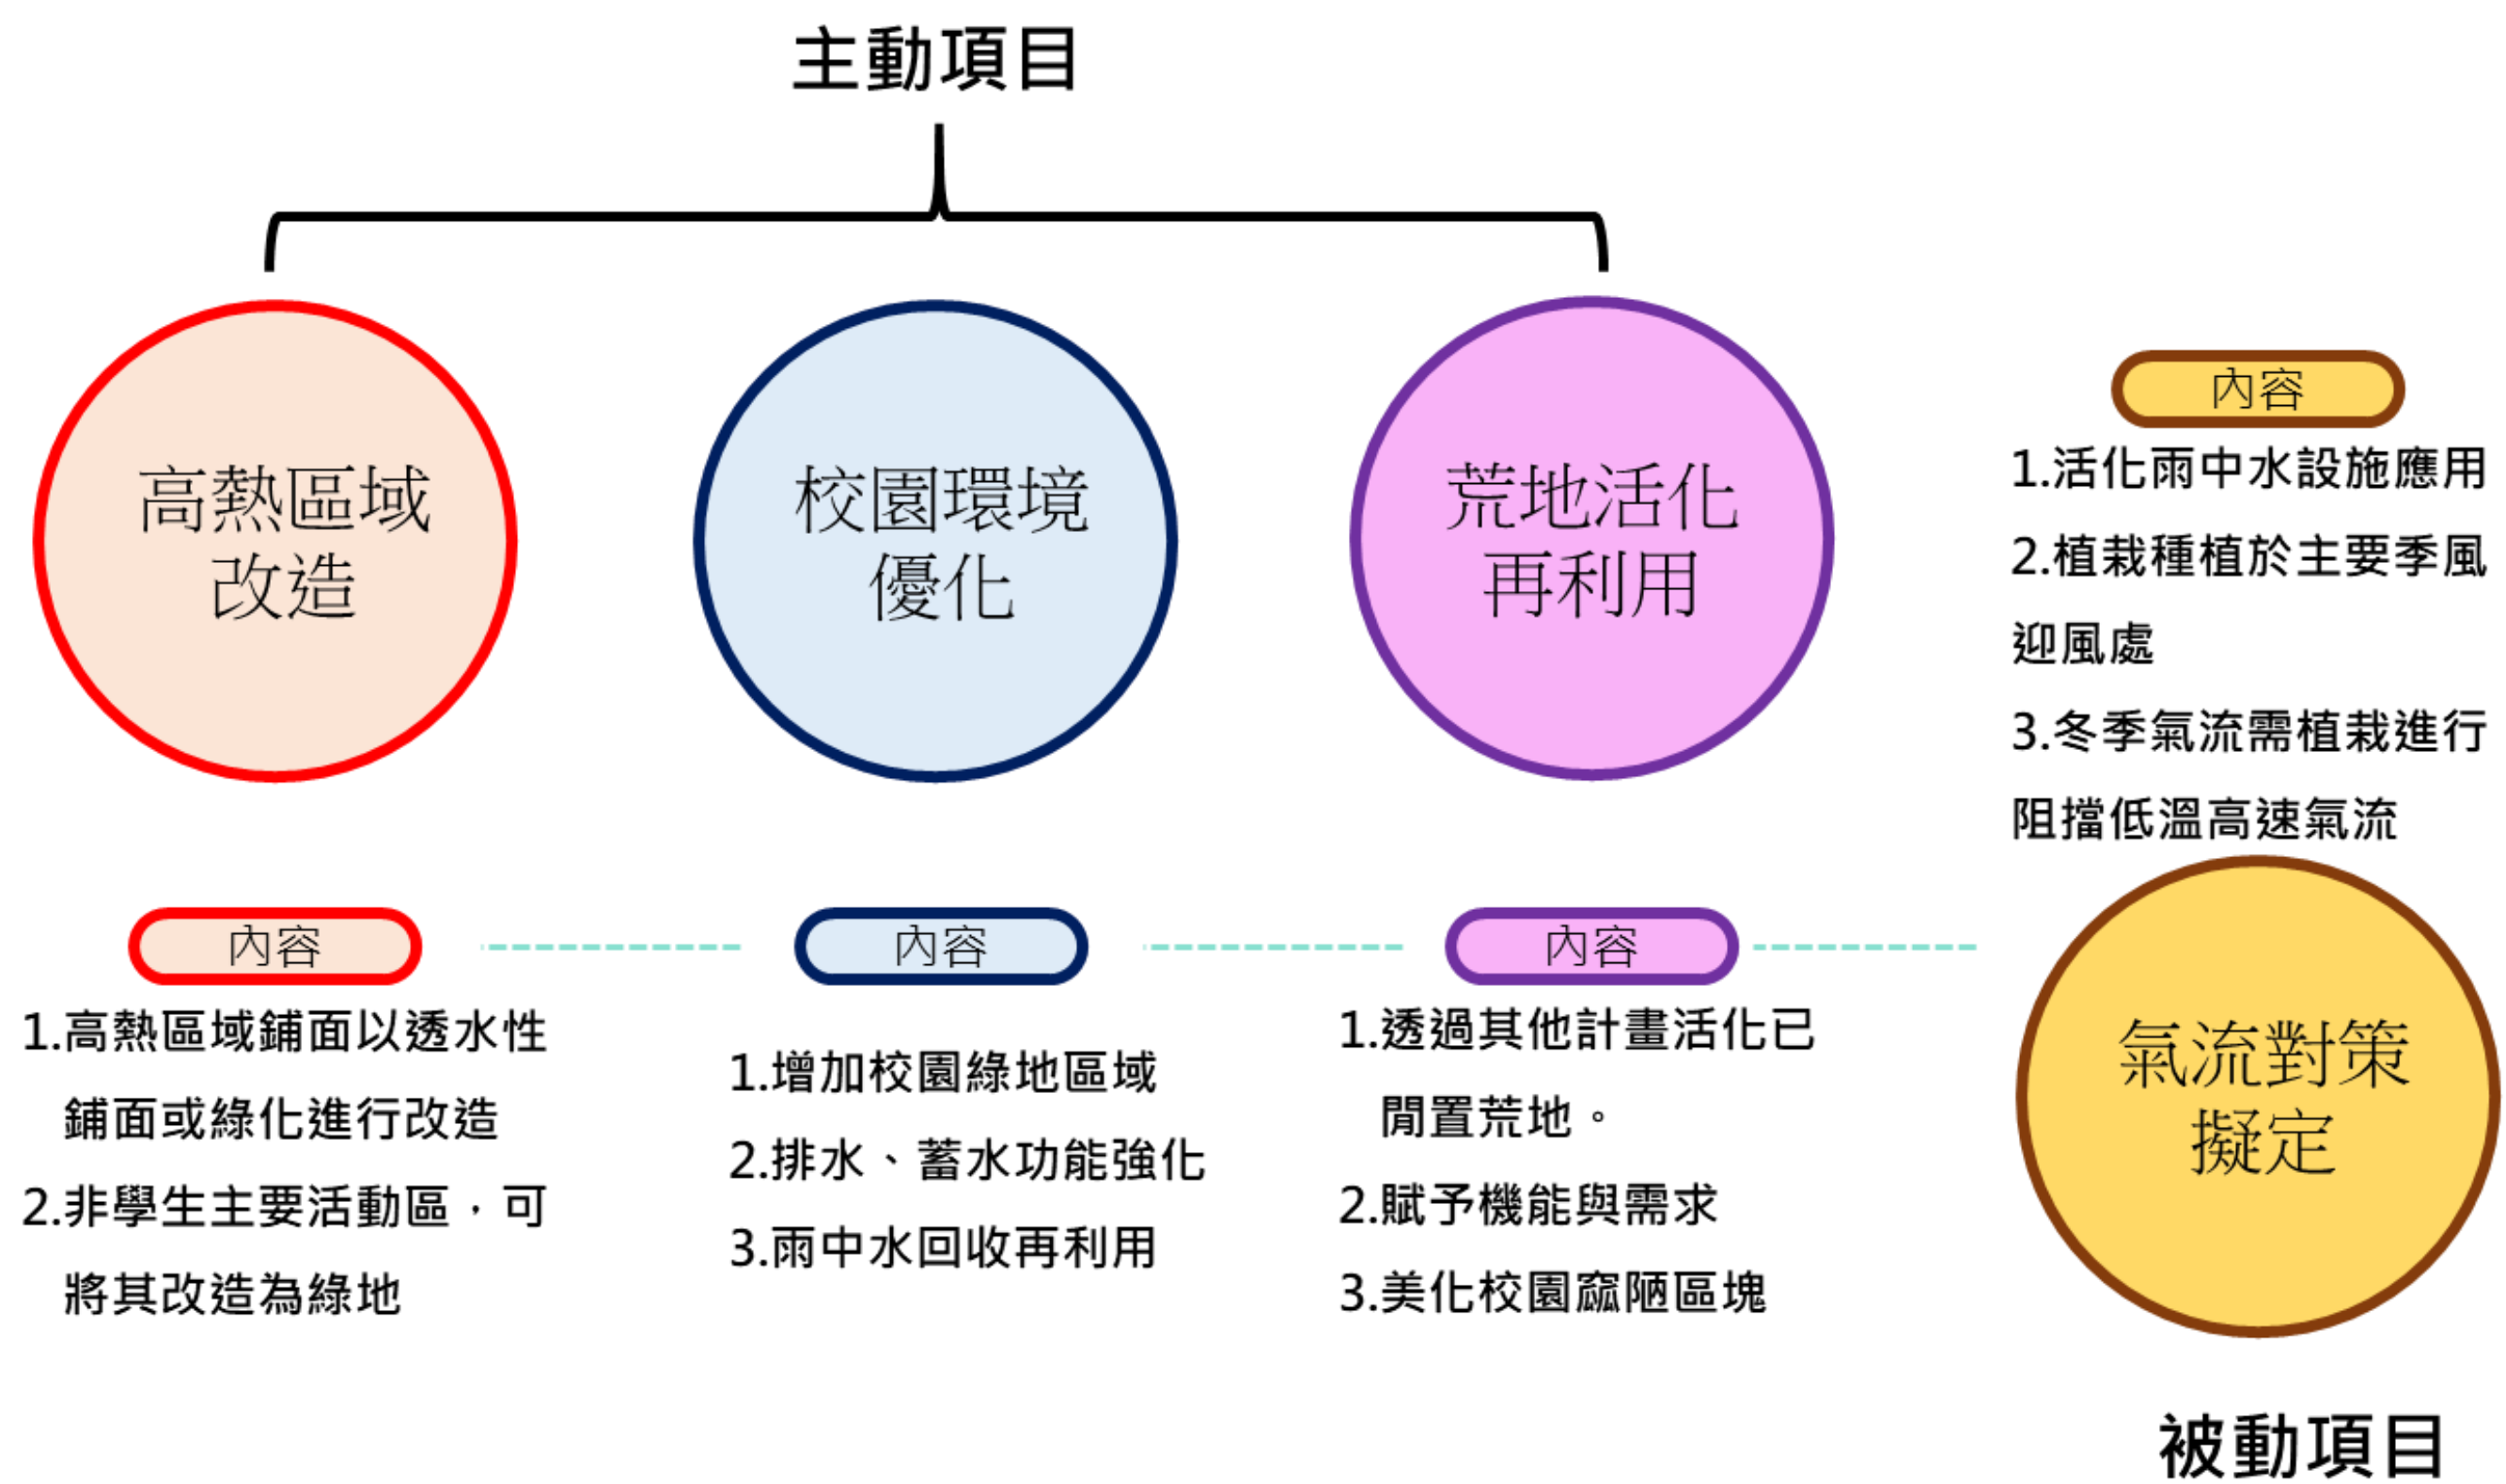 主動項目
高熱區域
改造
校園環境
優化
荒地活化
再利用
內容
1.高熱區域鋪面以透水性
鋪面或綠化進行改造
2.非學生主要活動區，可
將其改造為綠地
內容
1.增加校園綠地區域
2.排水、蓄水功能強化
3.雨中水回收再利用
內容
1.透過其他計畫活化已
閒置荒地。
2.賦予機能與需求
3.美化校園窳陋區塊
內容
1.活化雨中水設施應用
2.植栽種植於主要季風
迎風處
3.冬季氣流需植栽進行
阻擋低溫高速氣流
氣流對策
擬定
被動項目